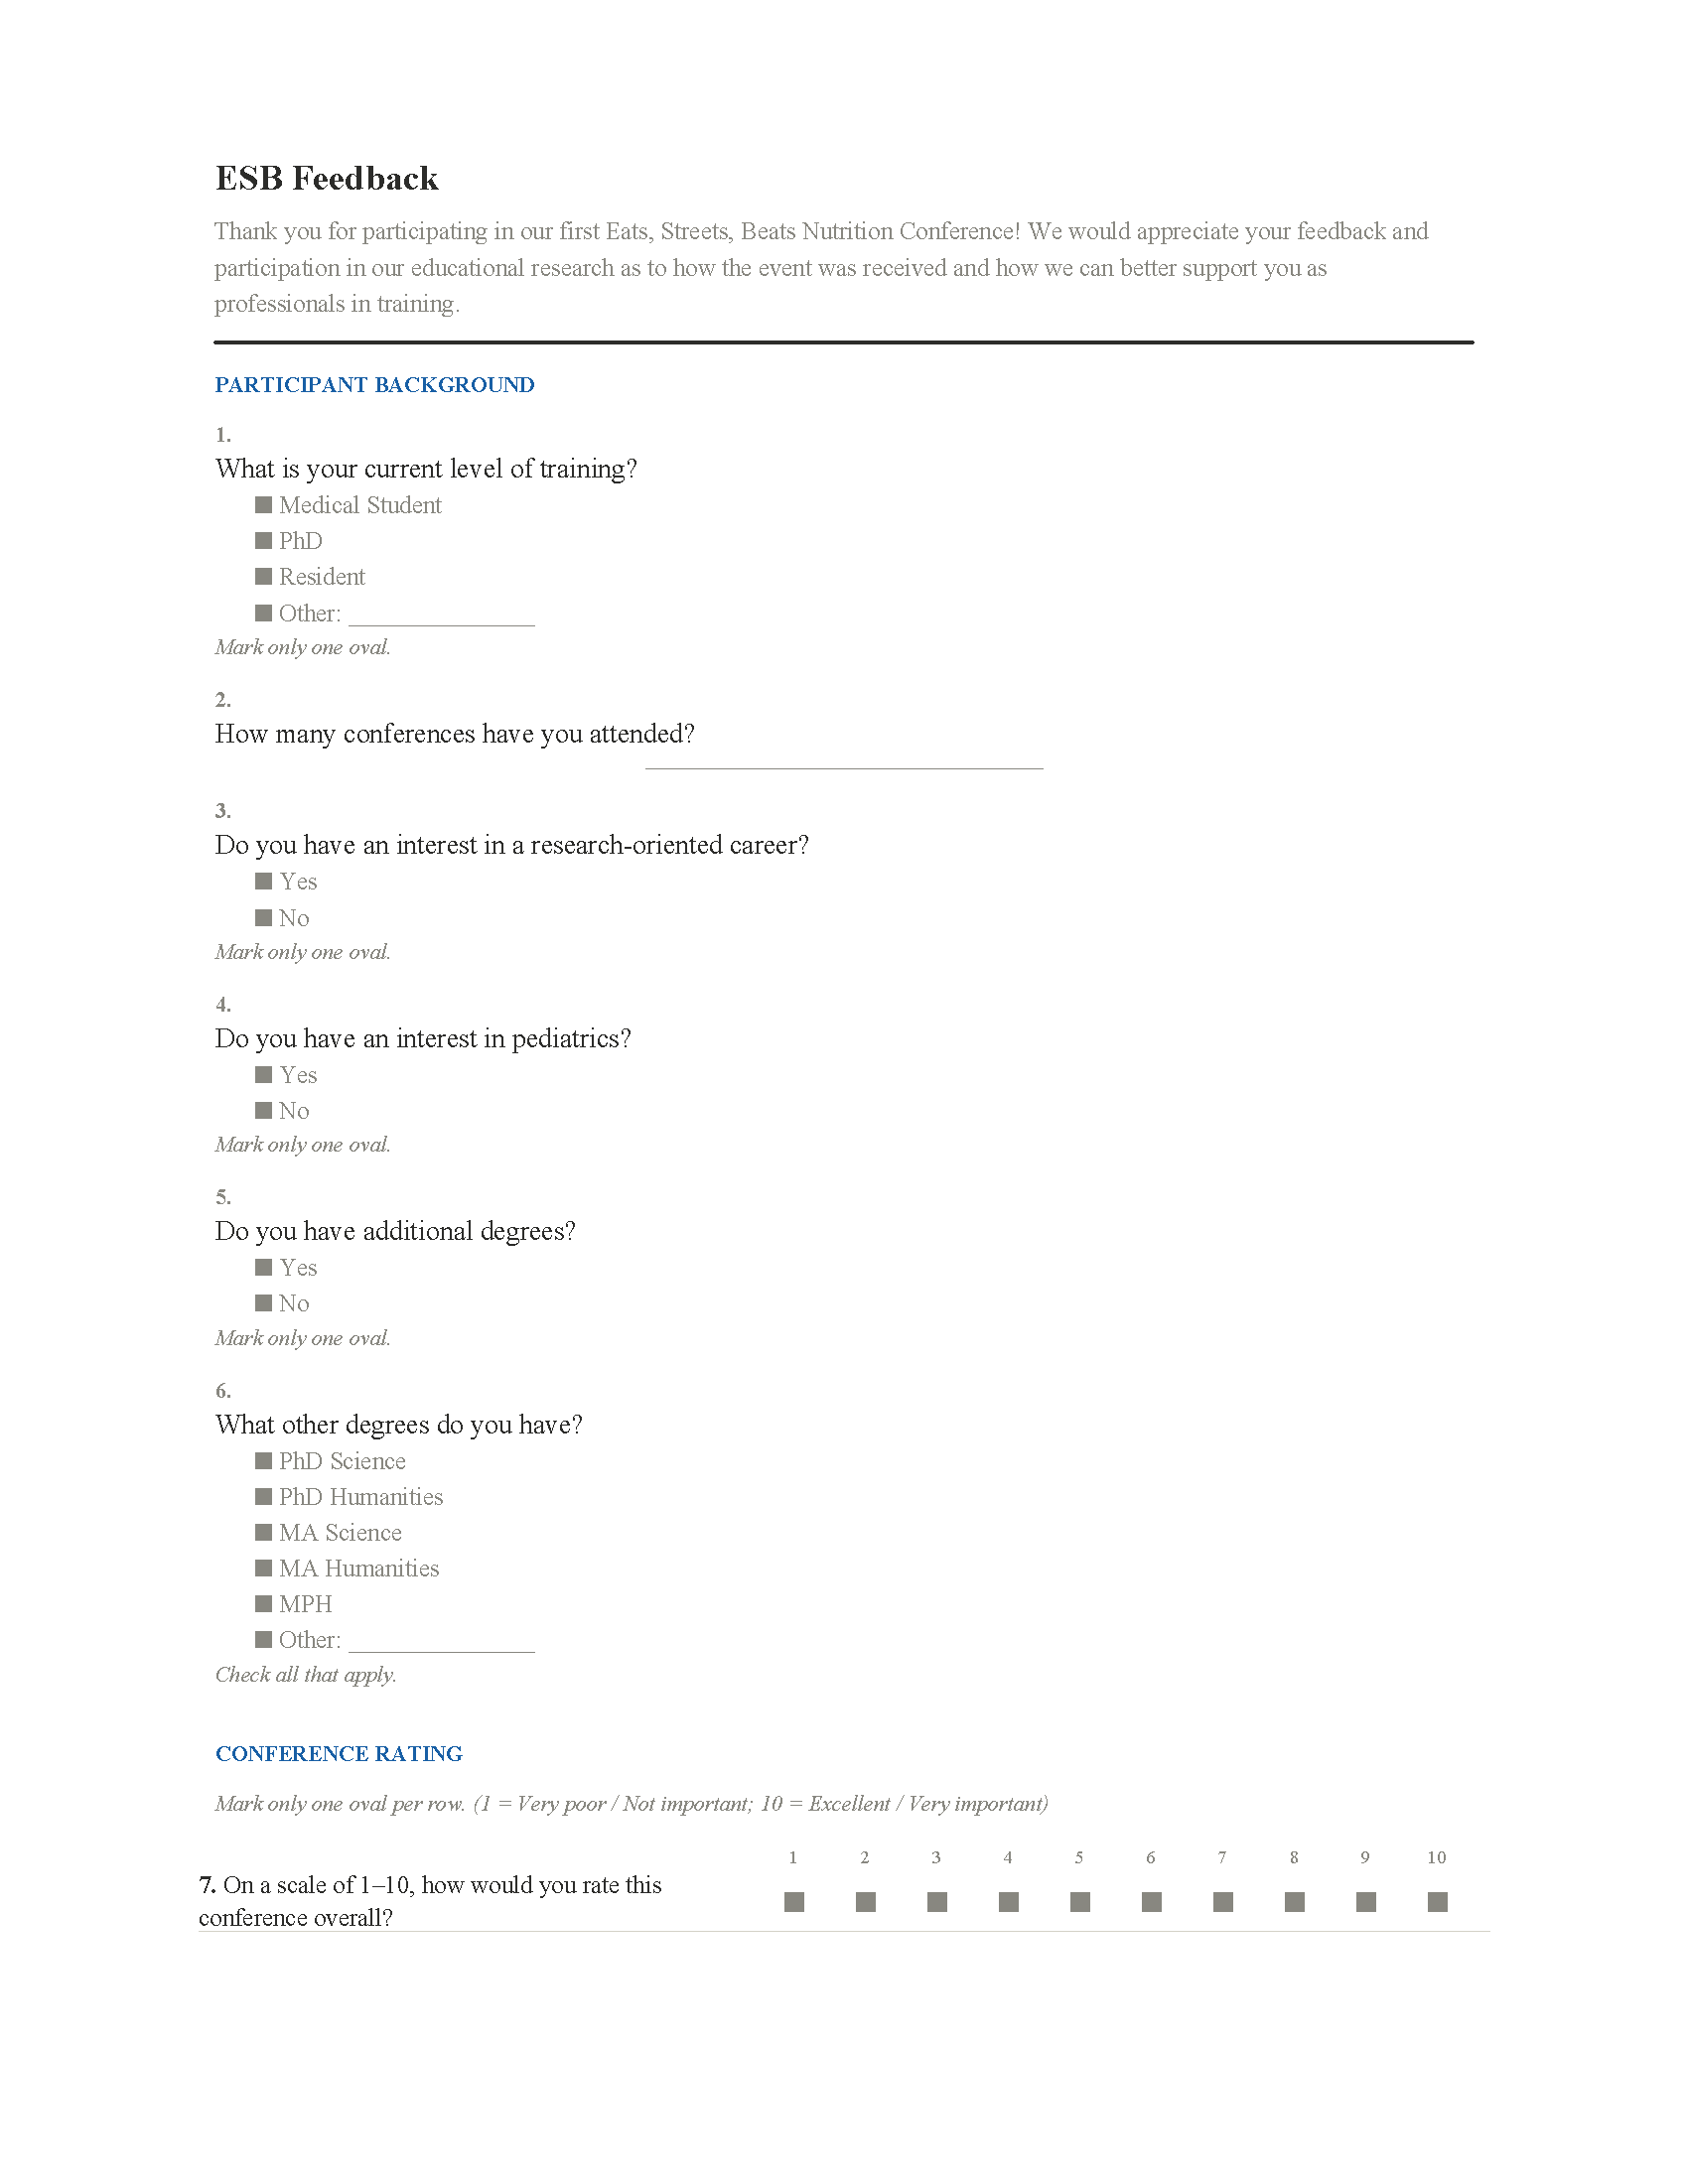 ESB Feedback
Thank you for participating in our first Eats, Streets, Beats Nutrition Conference! We would appreciate your feedback and
participation in our educational research as to how the event was received and how we can better support you as
professionals in training.
PARTICIPANT BACKGROUND
1.
What is your current level of training?
■ Medical Student
■ PhD
■ Resident
■ Other: _______________
Mark only one oval.
2.
How many conferences have you attended?
3.
Do you have an interest in a research-oriented career?
■ Yes
■ No
Mark only one oval.
4.
Do you have an interest in pediatrics?
■ Yes
■ No
Mark only one oval.
5.
Do you have additional degrees?
■ Yes
■ No
Mark only one oval.
6.
What other degrees do you have?
■ PhD Science
■ PhD Humanities
■ MA Science
■ MA Humanities
■ MPH
■ Other: _______________
Check all that apply.
CONFERENCE RATING
Mark only one oval per row. (1 = Very poor / Not important; 10 = Excellent / Very important)
1 2 3 4 5 6 7 8 9 10
7. On a scale of 1–10, how would you rate this
conference overall?
■ ■ ■ ■ ■ ■ ■ ■ ■ ■